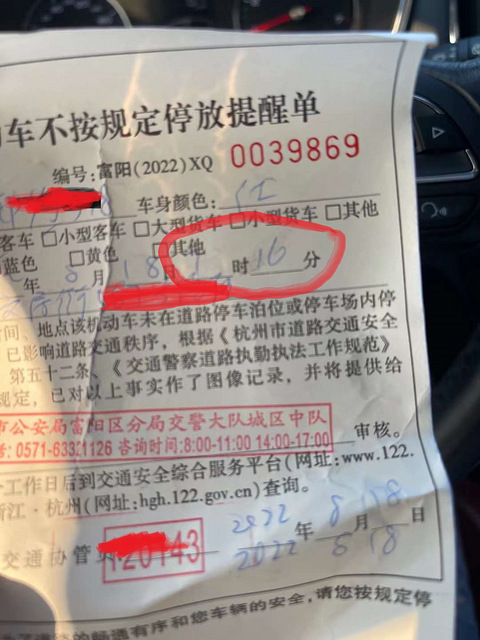 车不按规定停放提醒单
编号:富阳(2022)XQ 0039869
车身颜色:红
客车 □小型客车 □大型货车 □小型货车 □其他
蓝色 □黄色 □其他
年 8 月 18 时 16 分
间、地点该机动车未在道路停车泊位或停车场内停
已影响道路交通秩序，根据《杭州市道路交通安全
第五十二条、《交通警察道路执勤执法工作规范》
规定，已对以上事实作了图像记录，并将提供给
市公安局富阳区分局交警大队城区中队 审核。
0571-63321126 咨询时间:8:00-11:00 14:00-17:00
工作日后到交通安全综合服务平台(网址:www.122.
浙江·杭州(网址:hgh.122.gov.cn)查询。
2022 年 8 月 18 日
交通协管 120143 2022 8 18
有序和您车辆的安全,请您按规定停